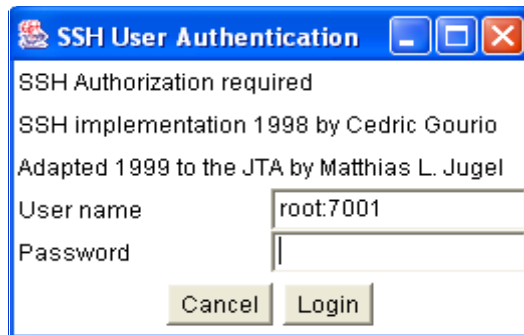 SSH User Authentication
SSH Authorization required
SSH implementation 1998 by Cedric Gourio
Adapted 1999 to the JTA by Matthias L. Jugel
User name root:7001
Password
Cancel Login